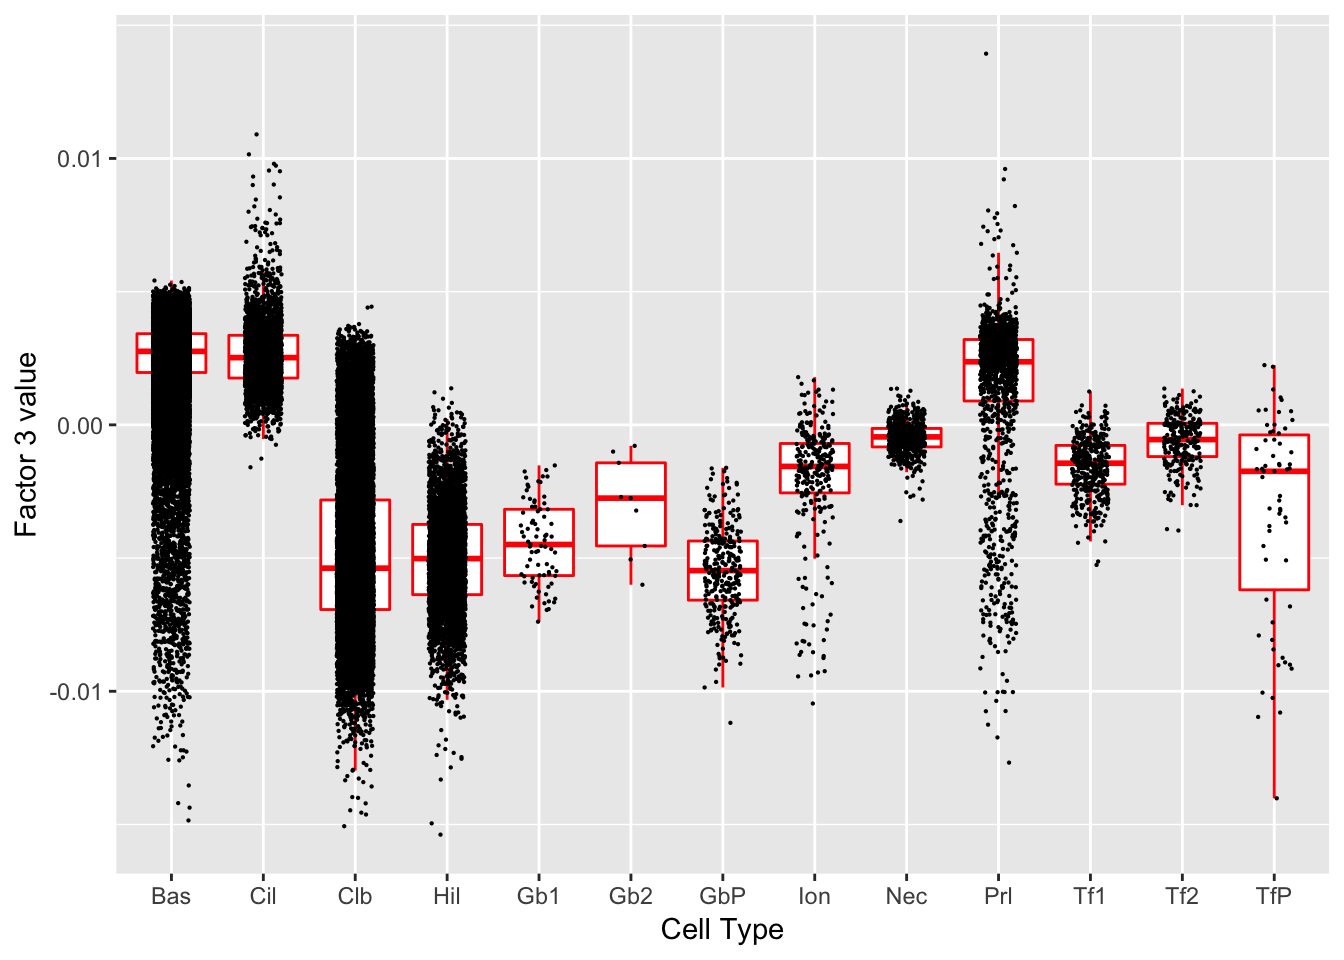 Factor 3 value
0.01
0.00
-0.01
Bas Cil Clb Hil Gb1 Gb2 GbP Ion Nec Prl Tf1 Tf2 TfP
Cell Type